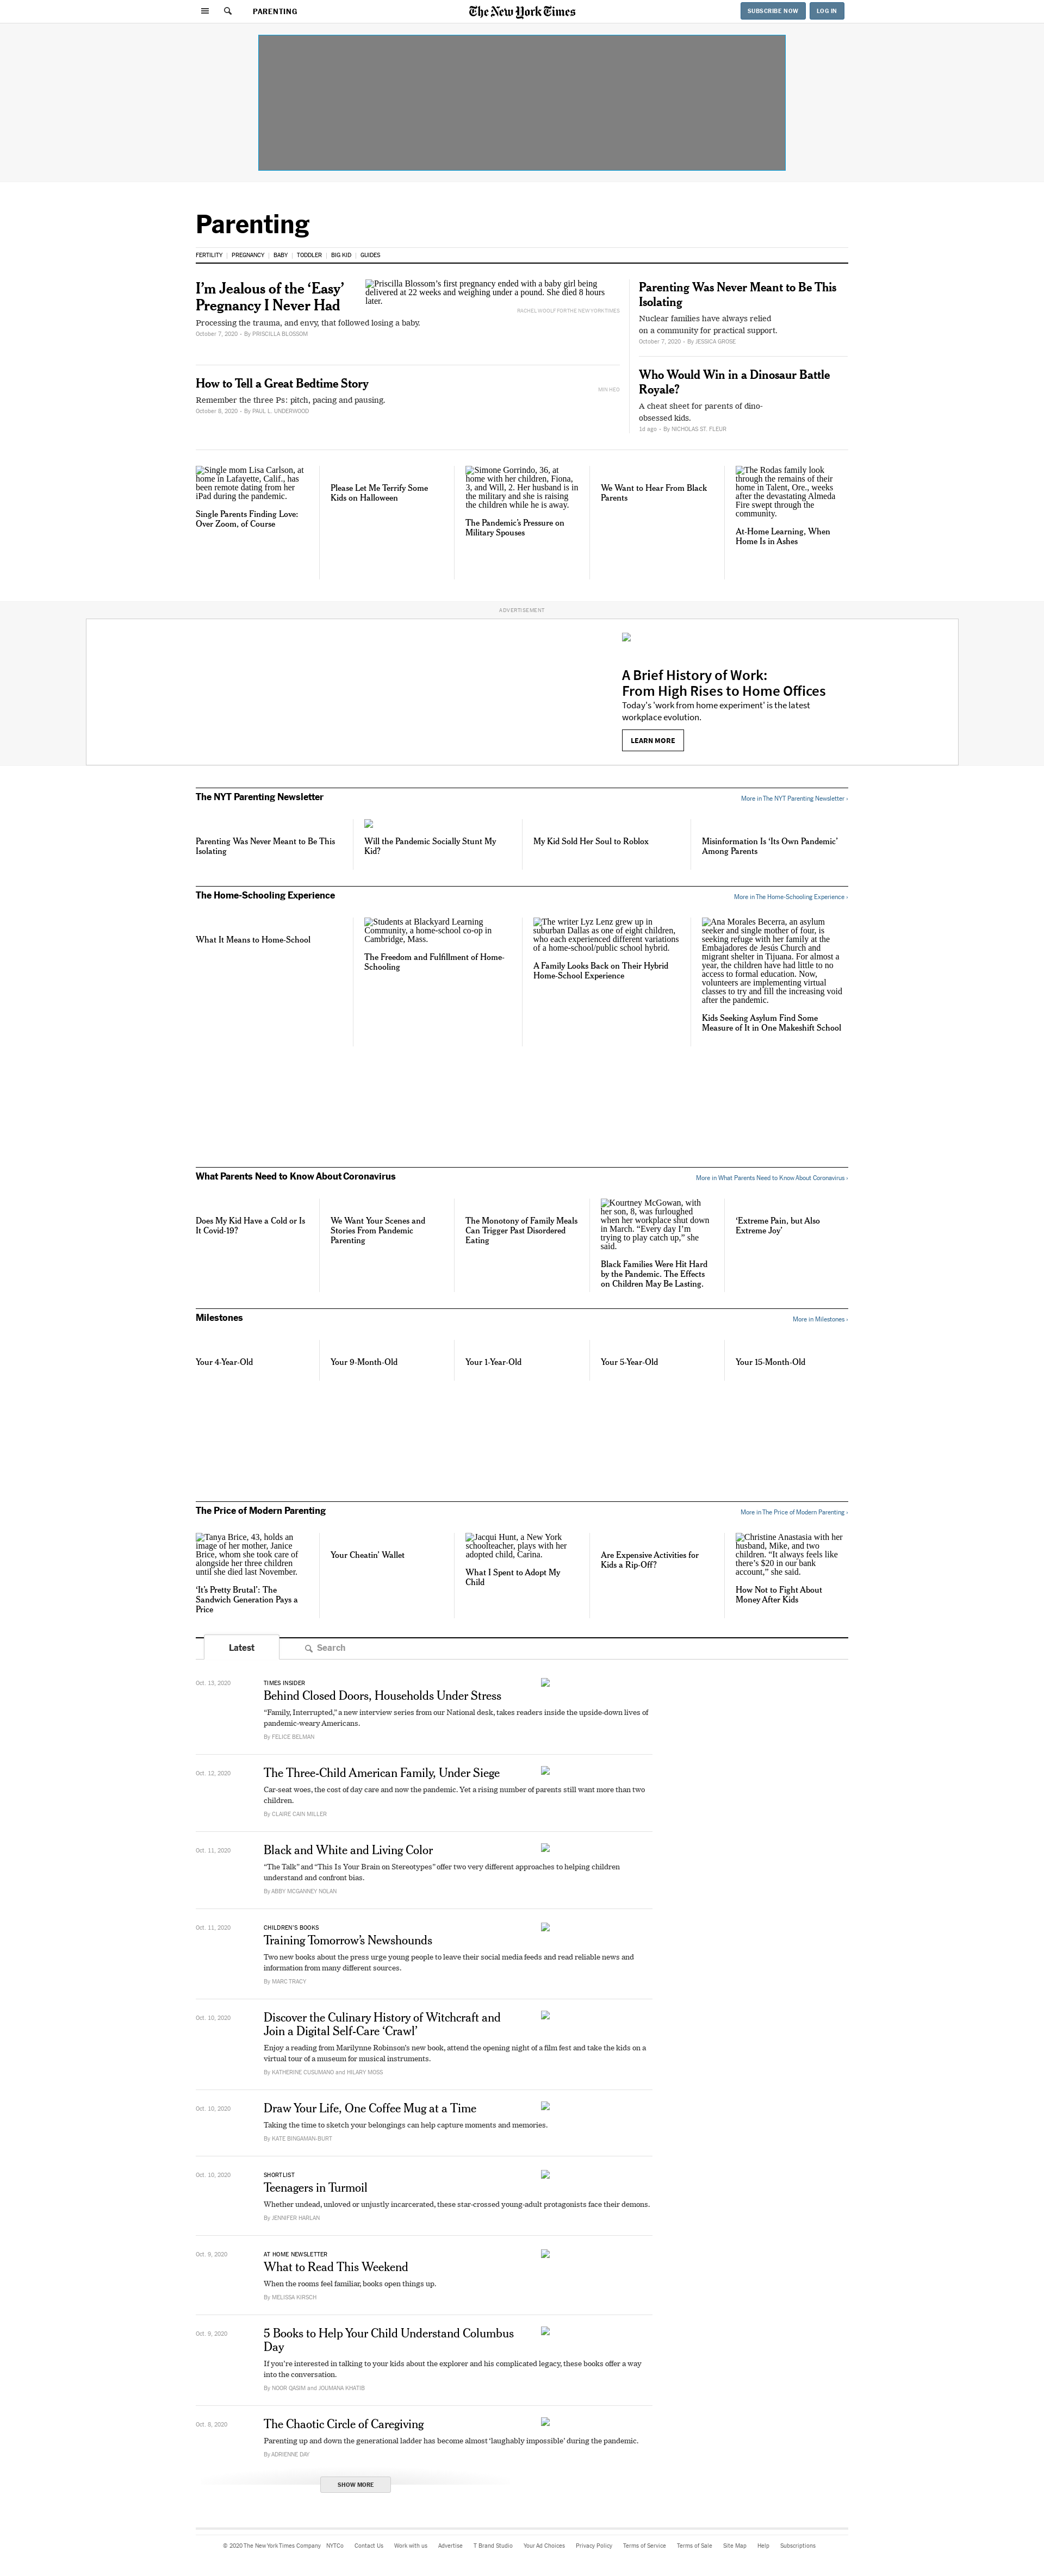 PARENTING
The New York Times
SUBSCRIBE NOW
LOG IN
Parenting
FERTILITY | PREGNANCY | BABY | TODDLER | BIG KID | GUIDES
I'm Jealous of the ‘Easy’
Pregnancy I Never Had
Processing the trauma, and envy, that followed losing a baby.
October 7, 2020 - By PRISCILLA BLOSSOM
Priscilla Blossom's first pregnancy ended with a baby girl being
delivered at 22 weeks and weighing under a pound. She died 8 hours
later.
RACHEL WOOLF FOR THE NEW YORK TIMES
How to Tell a Great Bedtime Story
Remember the three Ps: pitch, pacing and pausing.
October 8, 2020 - By PAUL L. UNDERWOOD
MIN HEO
Parenting Was Never Meant to Be This
Isolating
Nuclear families have always relied
on a community for practical support.
October 7, 2020 - By JESSICA GROSE
Who Would Win in a Dinosaur Battle
Royale?
A cheat sheet for parents of dino-
obsessed kids.
1d ago - By NICHOLAS ST. FLEUR
Single mom Lisa Carlson, at
home in Lafayette, Calif., has
been remote dating from her
iPad during the pandemic.
Single Parents Finding Love:
Over Zoom, of Course
Please Let Me Terrify Some
Kids on Halloween
Simone Gorrindo, 36, at
home with her children, Fiona,
3, and Will, 2. Her husband is in
the military and she is raising
the children while he is away.
The Pandemic's Pressure on
Military Spouses
We Want to Hear From Black
Parents
The Rodas family look
through the remains of their
home in Talent, Ore., weeks
after the devastating Almeda
Fire swept through the
community.
At-Home Learning, When
Home Is in Ashes
ADVERTISEMENT
A Brief History of Work:
From High Rises to Home Offices
Today's 'work from home experiment' is the latest
workplace evolution.
LEARN MORE
The NYT Parenting Newsletter
More in The NYT Parenting Newsletter ›
Parenting Was Never Meant to Be This
Isolating
Will the Pandemic Socially Stunt My
Kid?
My Kid Sold Her Soul to Roblox
Misinformation Is ‘Its Own Pandemic’
Among Parents
The Home-Schooling Experience
More in The Home-Schooling Experience ›
What It Means to Home-School
Students at Blackyard Learning
Community, a home-school co-op in
Cambridge, Mass.
The Freedom and Fulfillment of Home-
Schooling
The writer Lyz Lenz grew up in
suburban Dallas as one of eight children,
who each experienced different variations
of a home-school/public school hybrid.
A Family Looks Back on Their Hybrid
Home-School Experience
Ana Morales Becerra, an asylum
seeker and single mother of four, is
seeking refuge with her family at the
Embajadores de Jesús Church and
migrant shelter in Tijuana. For almost a
year, the children have had little to no
access to formal education. Now,
volunteers are implementing virtual
classes to try and fill the increasing void
after the pandemic.
Kids Seeking Asylum Find Some
Measure of It in One Makeshift School
What Parents Need to Know About Coronavirus
More in What Parents Need to Know About Coronavirus ›
Does My Kid Have a Cold or Is
It Covid-19?
We Want Your Scenes and
Stories From Pandemic
Parenting
The Monotony of Family Meals
Can Trigger Past Disordered
Eating
Kourtney McGowan, with
her son, 8, was furloughed
when her workplace shut down
in March. “Every day I’m
trying to play catch up,” she
said.
Black Families Were Hit Hard
by the Pandemic. The Effects
on Children May Be Lasting.
‘Extreme Pain, but Also
Extreme Joy’
Milestones
More in Milestones ›
Your 4-Year-Old
Your 9-Month-Old
Your 1-Year-Old
Your 5-Year-Old
Your 15-Month-Old
The Price of Modern Parenting
More in The Price of Modern Parenting ›
Tanya Brice, 43, holds an
image of her mother, Janice
Brice, whom she took care of
alongside her three children
until she died last November.
‘It’s Pretty Brutal’: The
Sandwich Generation Pays a
Price
Your Cheatin’ Wallet
Jacqui Hunt, a New York
schoolteacher, plays with her
adopted child, Carina.
What I Spent to Adopt My
Child
Are Expensive Activities for
Kids a Rip-Off?
Christine Anastasia with her
husband, Mike, and two
children. “It always feels like
there’s $20 in our bank
account,” she said.
How Not to Fight About
Money After Kids
Latest
Search
Oct. 13, 2020
TIMES INSIDER
Behind Closed Doors, Households Under Stress
“Family, Interrupted,” a new interview series from our National desk, takes readers inside the upside-down lives of
pandemic-weary Americans.
By FELICE BELMAN
Oct. 12, 2020
The Three-Child American Family, Under Siege
Car-seat woes, the cost of day care and now the pandemic. Yet a rising number of parents still want more than two
children.
By CLAIRE CAIN MILLER
Oct. 11, 2020
Black and White and Living Color
“The Talk” and “This Is Your Brain on Stereotypes” offer two very different approaches to helping children
understand and confront bias.
By ABBY MCGANNEY NOLAN
Oct. 11, 2020
CHILDREN’S BOOKS
Training Tomorrow’s Newshounds
Two new books about the press urge young people to leave their social media feeds and read reliable news and
information from many different sources.
By MARC TRACY
Oct. 10, 2020
Discover the Culinary History of Witchcraft and
Join a Digital Self-Care ‘Crawl’
Enjoy a reading from Marilynne Robinson’s new book, attend the opening night of a film fest and take the kids on a
virtual tour of a museum for musical instruments.
By KATHERINE CUSUMANO and HILARY MOSS
Oct. 10, 2020
Draw Your Life, One Coffee Mug at a Time
Taking the time to sketch your belongings can help capture moments and memories.
By KATE BINGAMAN-BURT
Oct. 10, 2020
SHORTLIST
Teenagers in Turmoil
Whether undead, unloved or unjustly incarcerated, these star-crossed young-adult protagonists face their demons.
By JENNIFER HARLAN
Oct. 9, 2020
AT HOME NEWSLETTER
What to Read This Weekend
When the rooms feel familiar, books open things up.
By MELISSA KIRSCH
Oct. 9, 2020
5 Books to Help Your Child Understand Columbus
Day
If you’re interested in talking to your kids about the explorer and his complicated legacy, these books offer a way
into the conversation.
By NOOR QASIM and JOUMANA KHATIB
Oct. 8, 2020
The Chaotic Circle of Caregiving
Parenting up and down the generational ladder has become almost ‘laughably impossible’ during the pandemic.
By ADRIENNE DAY
SHOW MORE
© 2020 The New York Times Company NYTCo Contact Us Work with us Advertise T Brand Studio Your Ad Choices Privacy Policy Terms of Service Terms of Sale Site Map Help Subscriptions